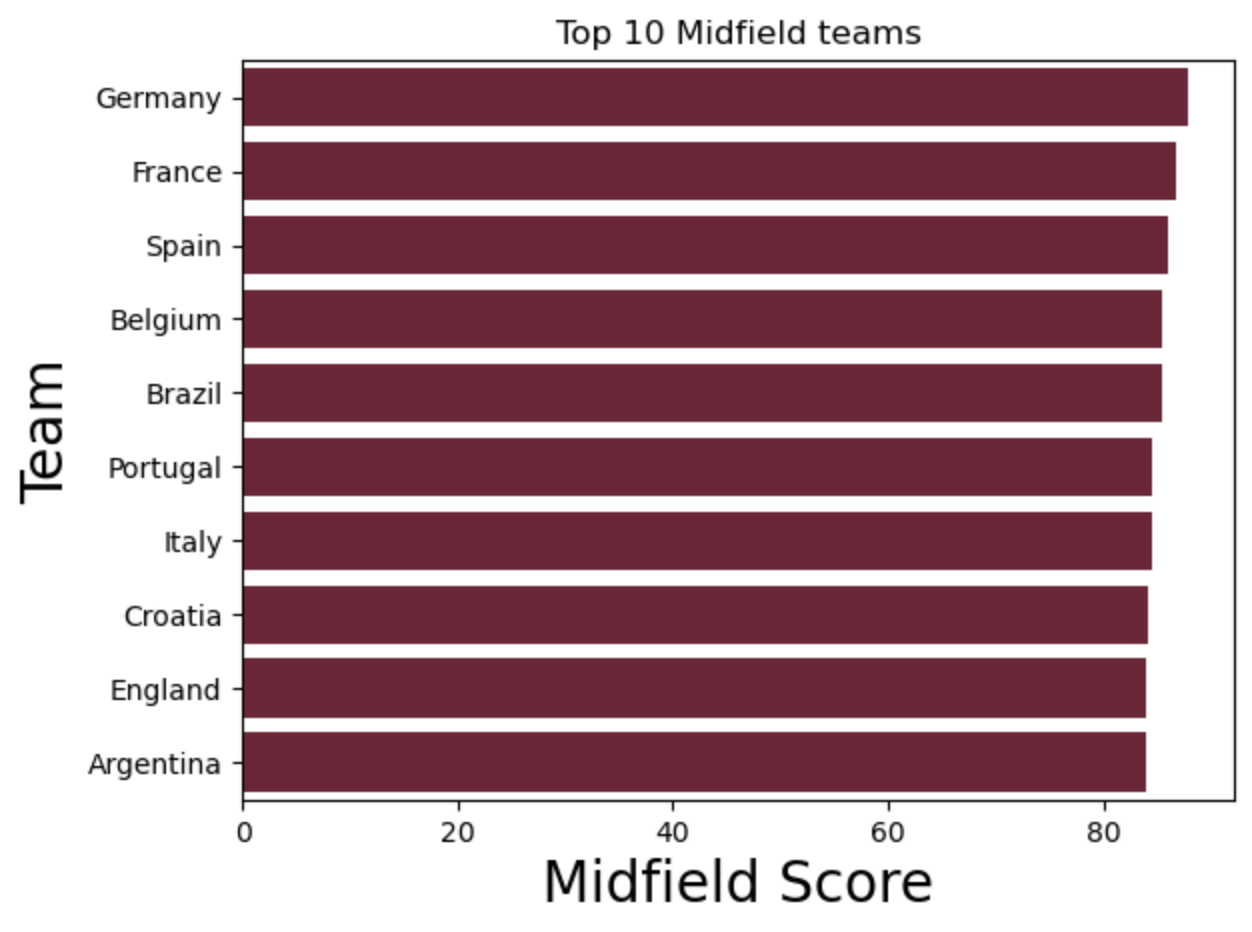 Top 10 Midfield teams
Team
Germany
France
Spain
Belgium
Brazil
Portugal
Italy
Croatia
England
Argentina
0 20 40 60 80
Midfield Score